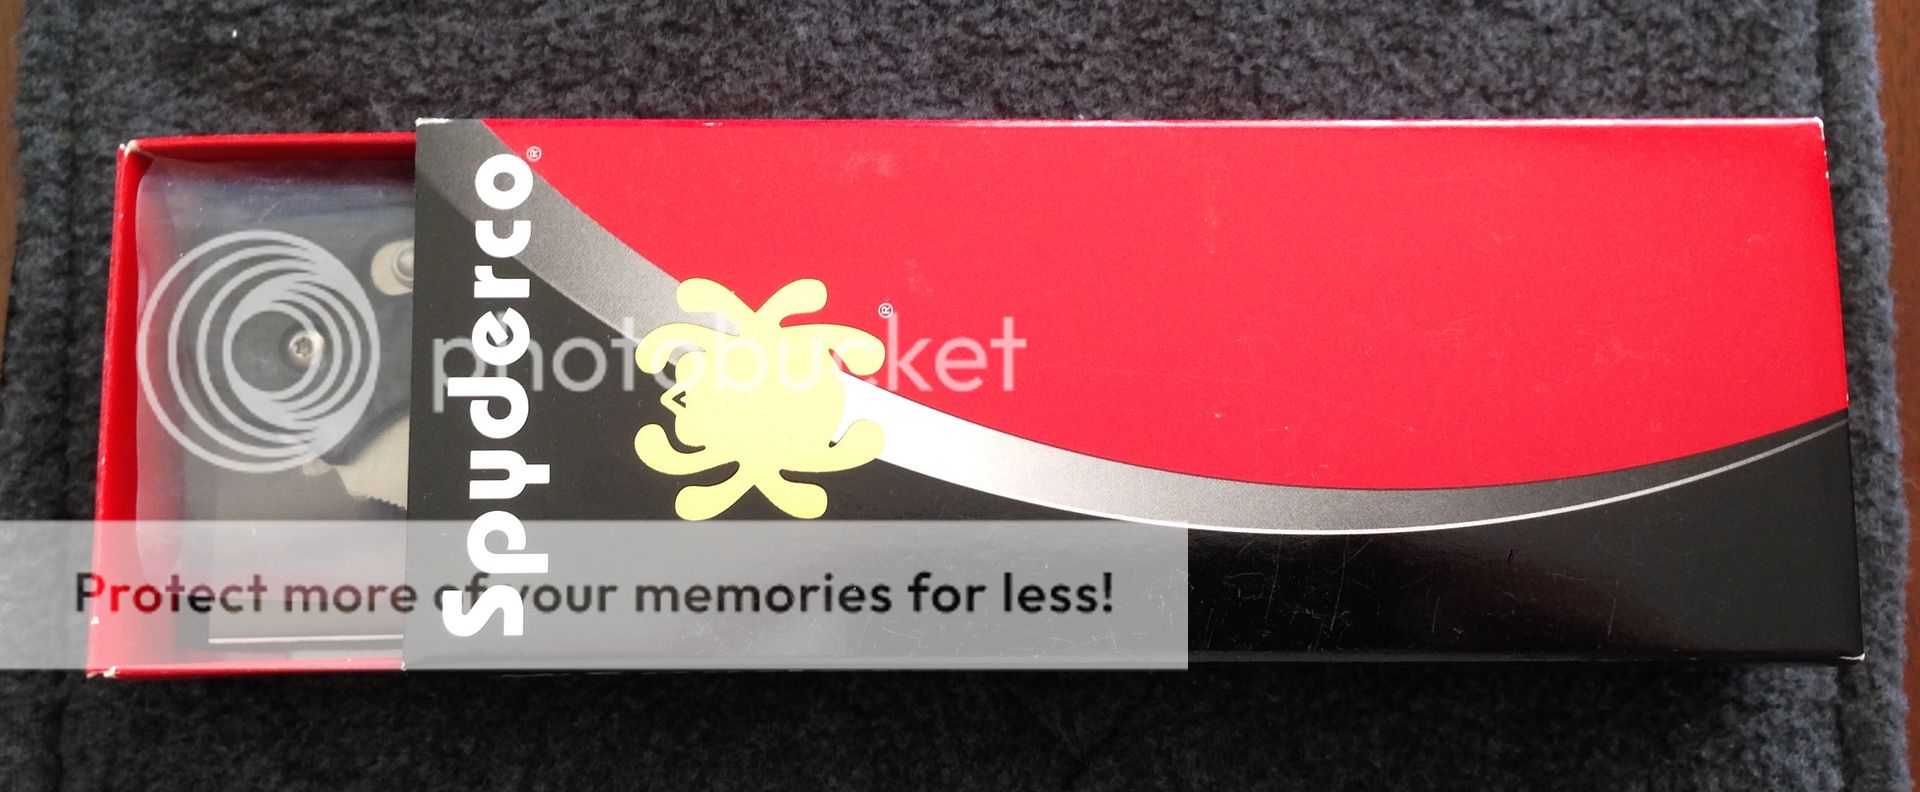 Spyderco®
®
photobucket
Protect more of your memories for less!